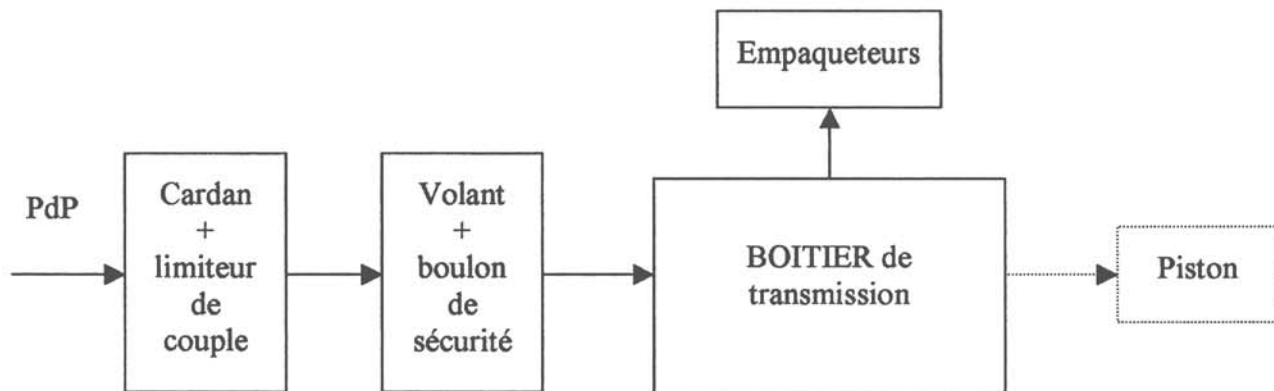 Empaqueteurs
PdP
Cardan
+
limiteur
de
couple
Volant
+
boulon
de
sécurité
BOITIER de
transmission
Piston